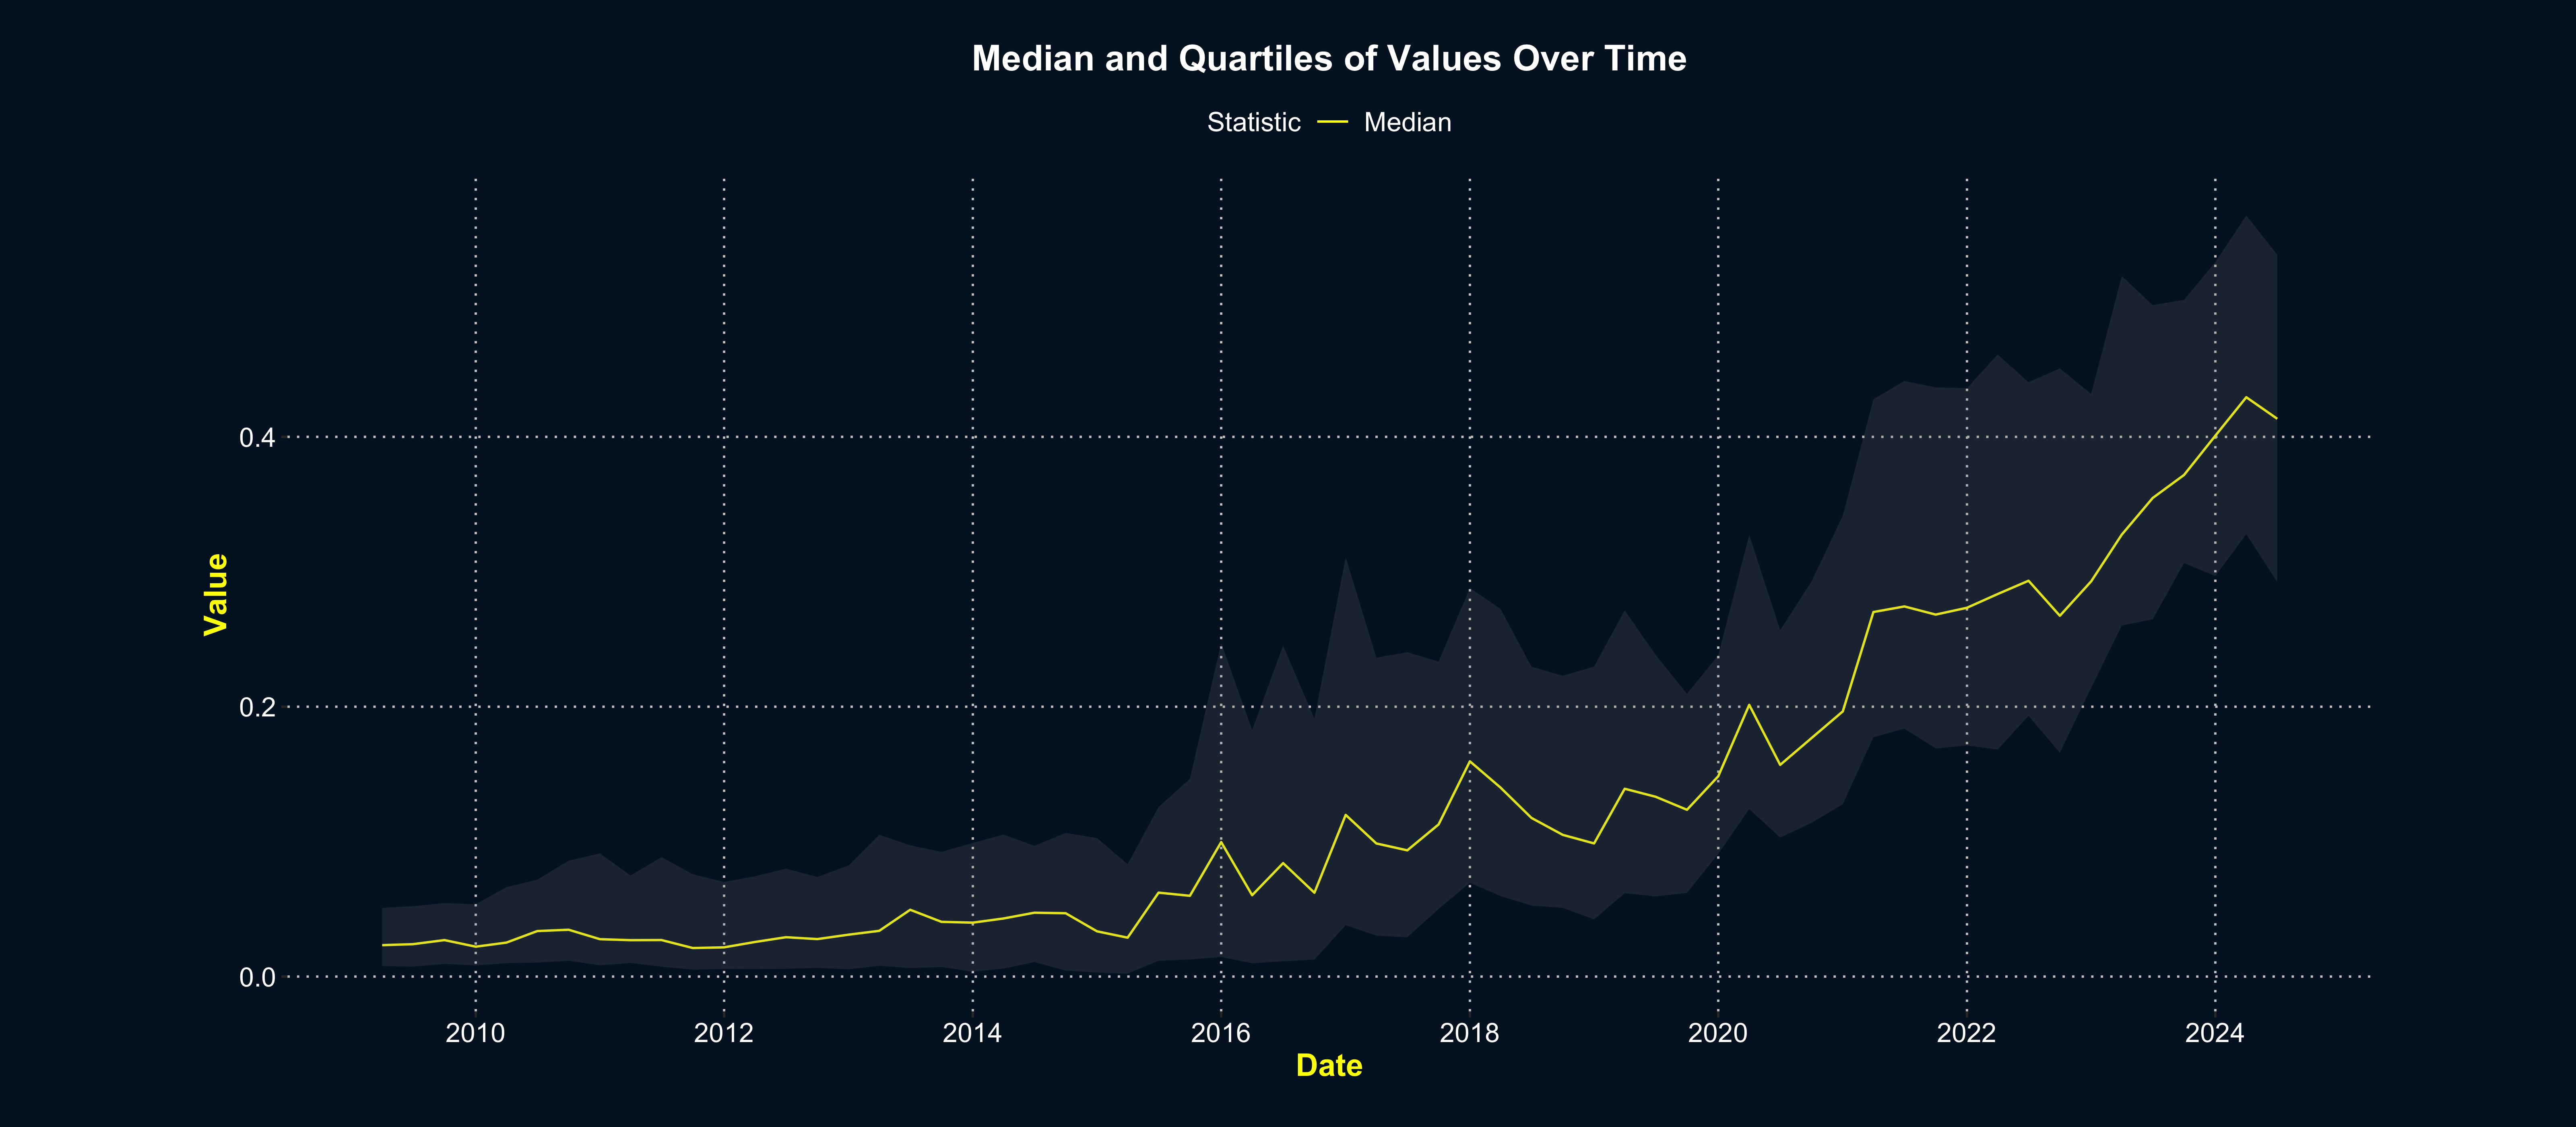 Median and Quartiles of Values Over Time
Statistic Median
Value
0.4
0.2
0.0
2010 2012 2014 2016 2018 2020 2022 2024
Date